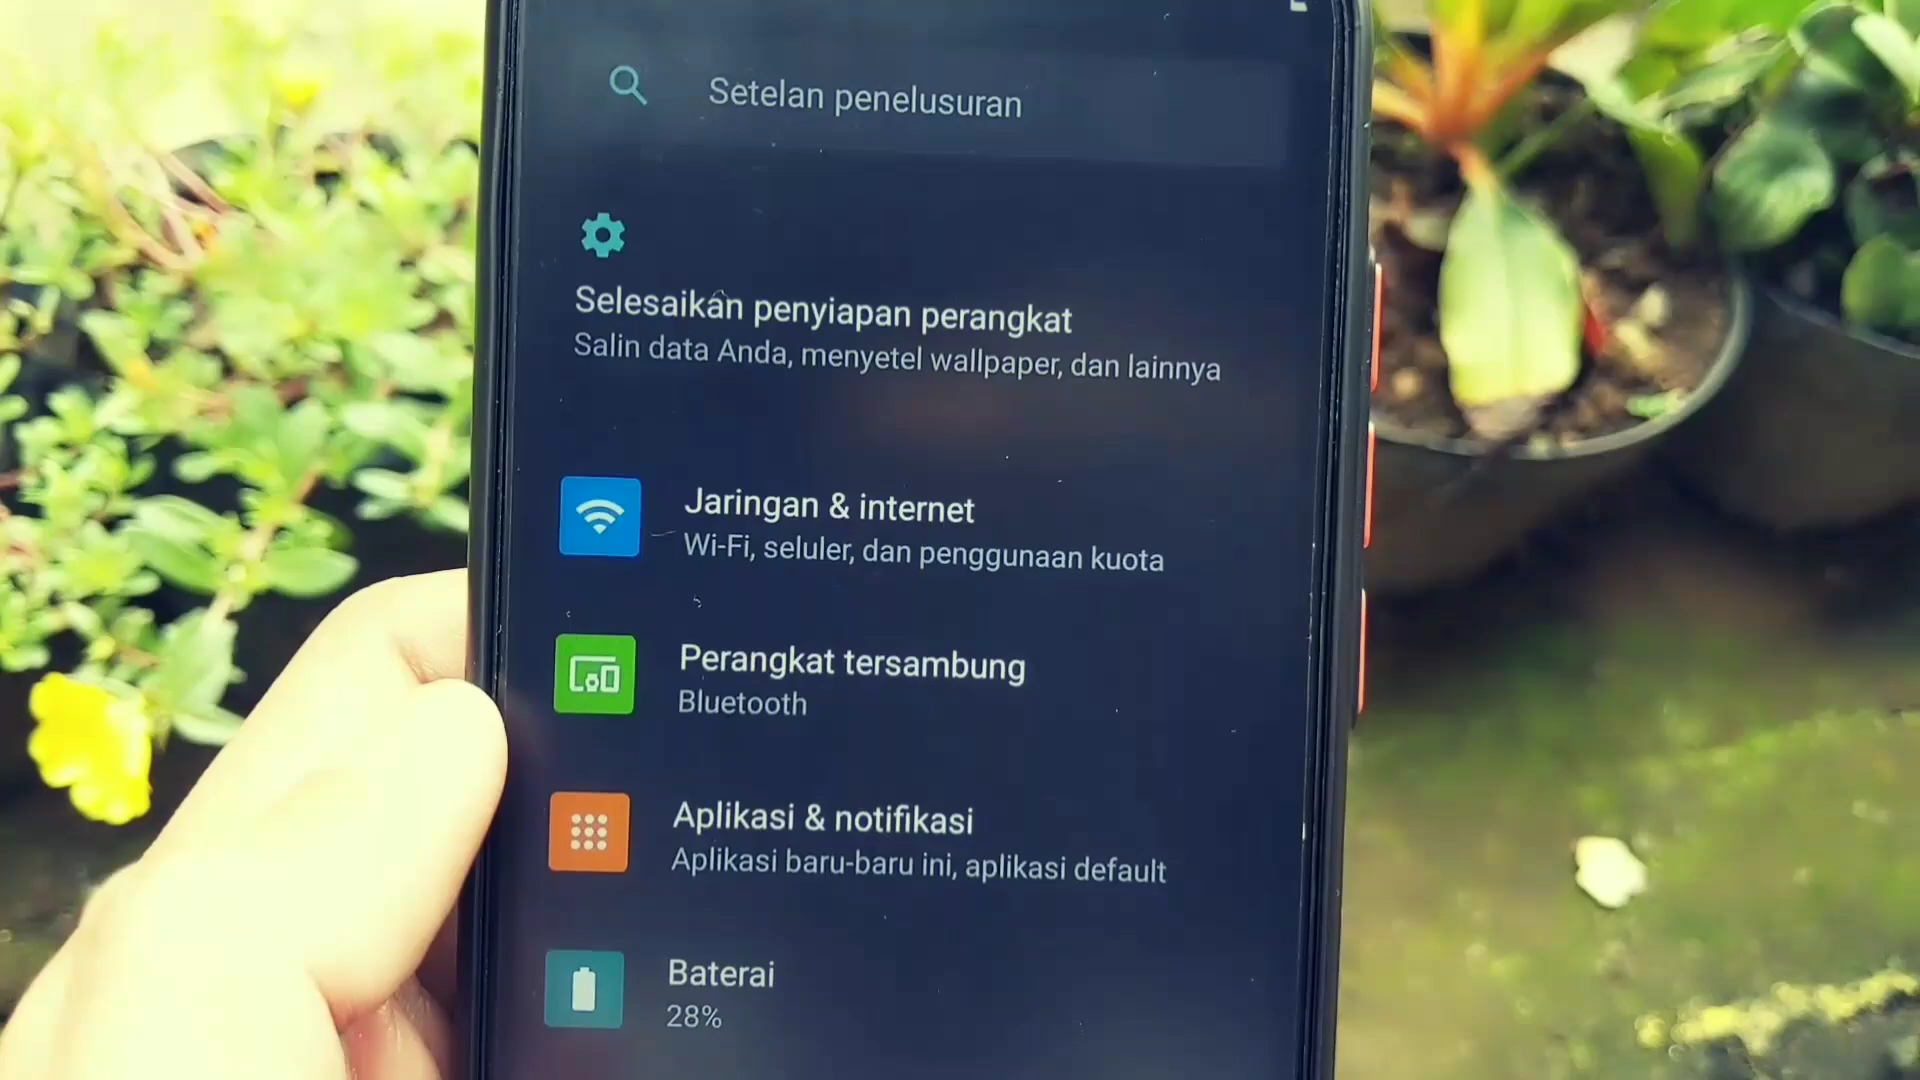 Setelan penelusuran
Selesaikan penyiapan perangkat
Salin data Anda, menyetel wallpaper, dan lainnya
Jaringan & internet
Wi-Fi, seluler, dan penggunaan kuota
Perangkat tersambung
Bluetooth
Aplikasi & notifikasi
Aplikasi baru-baru ini, aplikasi default
Baterai
28%